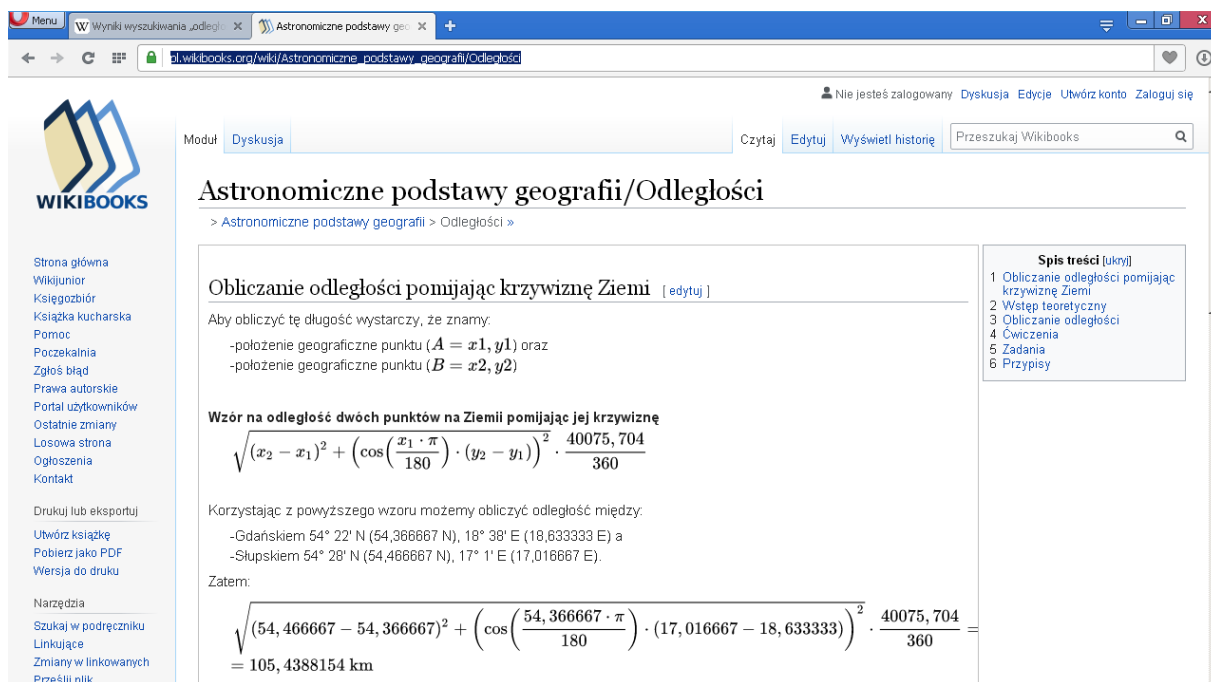 Menu
Wyniki wyszukiwania „odległo
Astronomiczne podstawy geo
pl.wikibooks.org/wiki/Astronomiczne_podstawy_geografii/Odległości
Nie jesteś zalogowany Dyskusja Edycje Utwórz konto Zaloguj się
Moduł Dyskusja Czytaj Edytuj Wyświetl historię Przeszukaj Wikibooks
WIKIBOOKS
Strona główna
Wikijunior
Księgozbiór
Książka kucharska
Pomoc
Poczekalnia
Zgłoś błąd
Prawa autorskie
Portal użytkowników
Ostatnie zmiany
Losowa strona
Ogłoszenia
Kontakt
Drukuj lub eksportuj
Utwórz książkę
Pobierz jako PDF
Wersja do druku
Narzędzia
Szukaj w podręczniku
Linkujące
Zmiany w linkowanych
Prześlij plik
Astronomiczne podstawy geografii/Odległości
> Astronomiczne podstawy geografii > Odległości »
Obliczanie odległości pomijając krzywiznę Ziemi [ edytuj ]
Aby obliczyć tę długość wystarczy, że znamy:
-położenie geograficzne punktu (A = x1, y1) oraz
-położenie geograficzne punktu (B = x2, y2)
Wzór na odległość dwóch punktów na Ziemii pomijając jej krzywiznę
√((x₂ − x₁)² + (cos(x₁ · π / 180) · (y₂ − y₁))²) · 40075,704 / 360
Korzystając z powyższego wzoru możemy obliczyć odległość między:
-Gdańskiem 54° 22' N (54,366667 N), 18° 38' E (18,633333 E) a
-Słupskiem 54° 28' N (54,466667 N), 17° 1' E (17,016667 E).
Zatem:
√((54,466667 − 54,366667)² + (cos(54,366667 · π / 180) · (17,016667 − 18,633333))²) · 40075,704 / 360 =
= 105,4388154 km
Spis treści [ukryj]
1 Obliczanie odległości pomijając
krzywiznę Ziemi
2 Wstęp teoretyczny
3 Obliczanie odległości
4 Ćwiczenia
5 Zadania
6 Przypisy